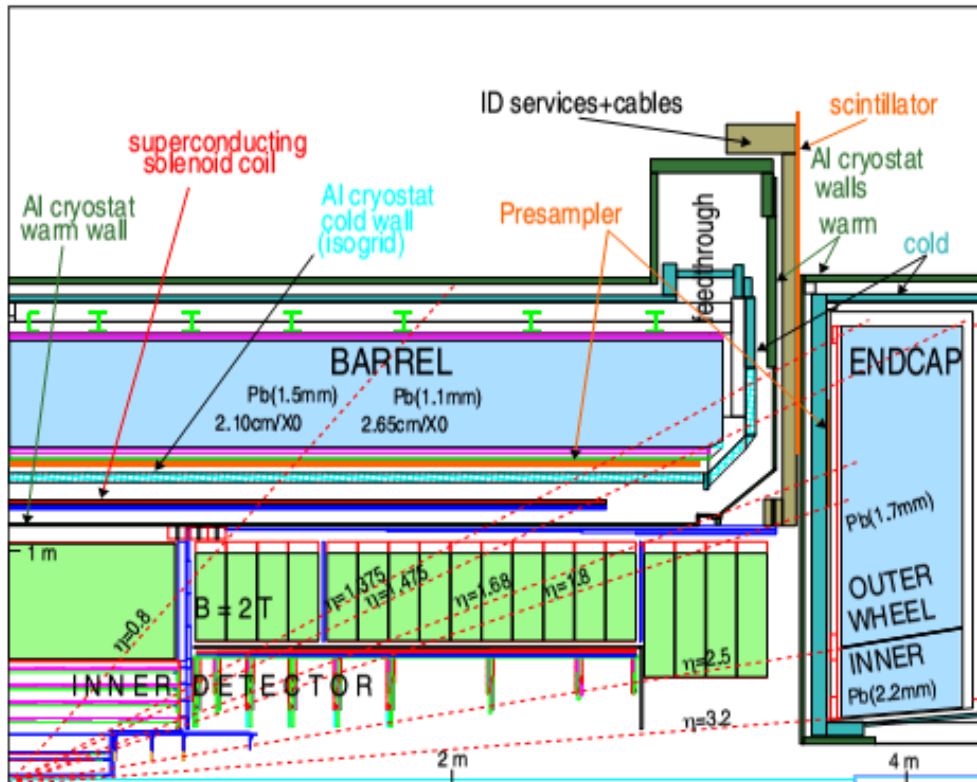 ID services+cables
scintillator
superconducting
solenoid coil
Al cryostat
walls
warm
cold
Al cryostat
warm wall
Al cryostat
cold wall
(isogrid)
Presampler
feedthrough
BARREL
Pb(1.5mm) Pb(1.1mm)
2.10cm/X0 2.65cm/X0
ENDCAP
Pb(1.7mm)
OUTER
WHEEL
INNER
Pb(2.2mm)
1 m
B = 2 T
η=0.8
η=1.375
η=1.475
η=1.68
η=1.8
η=2.5
η=3.2
INNER DETECTOR
2 m
4 m